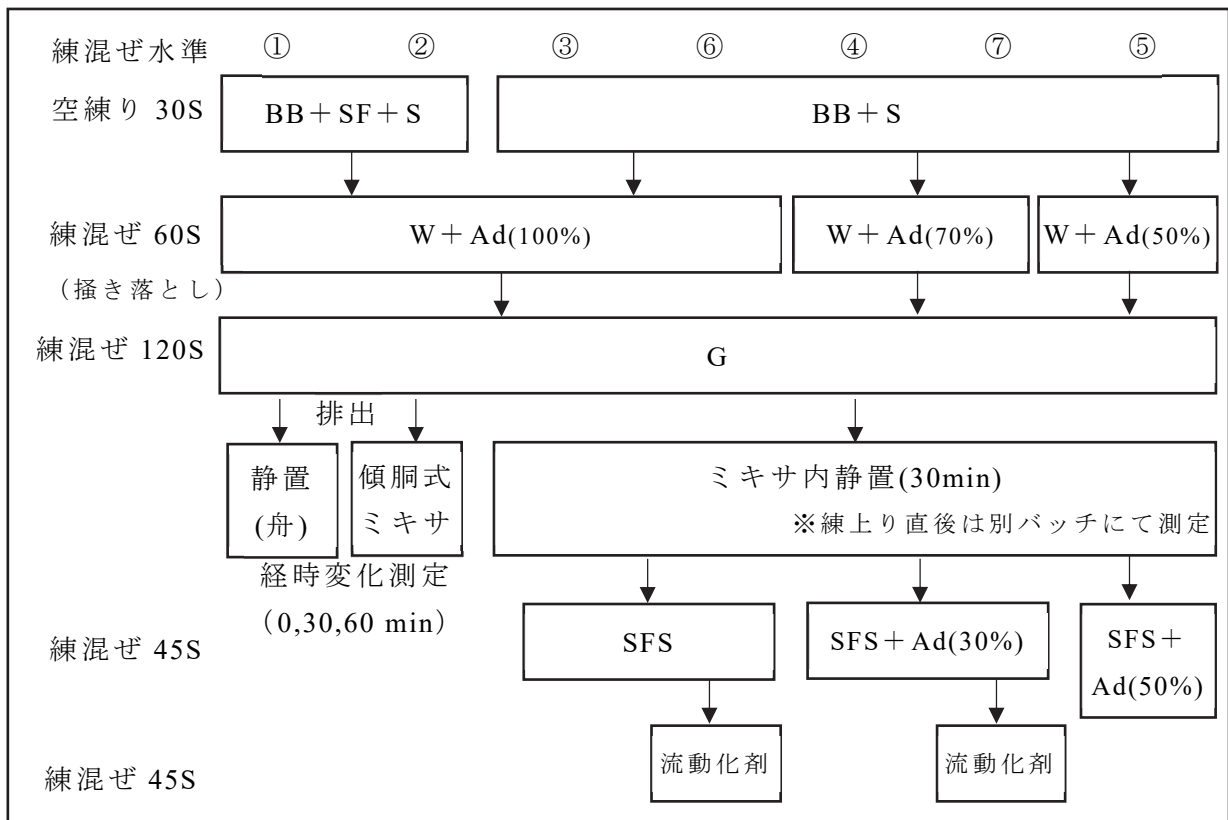 練混ぜ水準 ① ② ③ ⑥ ④ ⑦ ⑤
空練り 30S BB＋SF＋S BB＋S
練混ぜ 60S W＋Ad(100%) W＋Ad(70%) W＋Ad(50%)
（掻き落とし）
練混ぜ 120S G
排出
静置
(舟)
傾胴式
ミキサ
ミキサ内静置(30min)
※練上り直後は別バッチにて測定
経時変化測定
（0,30,60 min）
練混ぜ 45S SFS SFS＋Ad(30%)
SFS＋
Ad(50%)
練混ぜ 45S 流動化剤 流動化剤